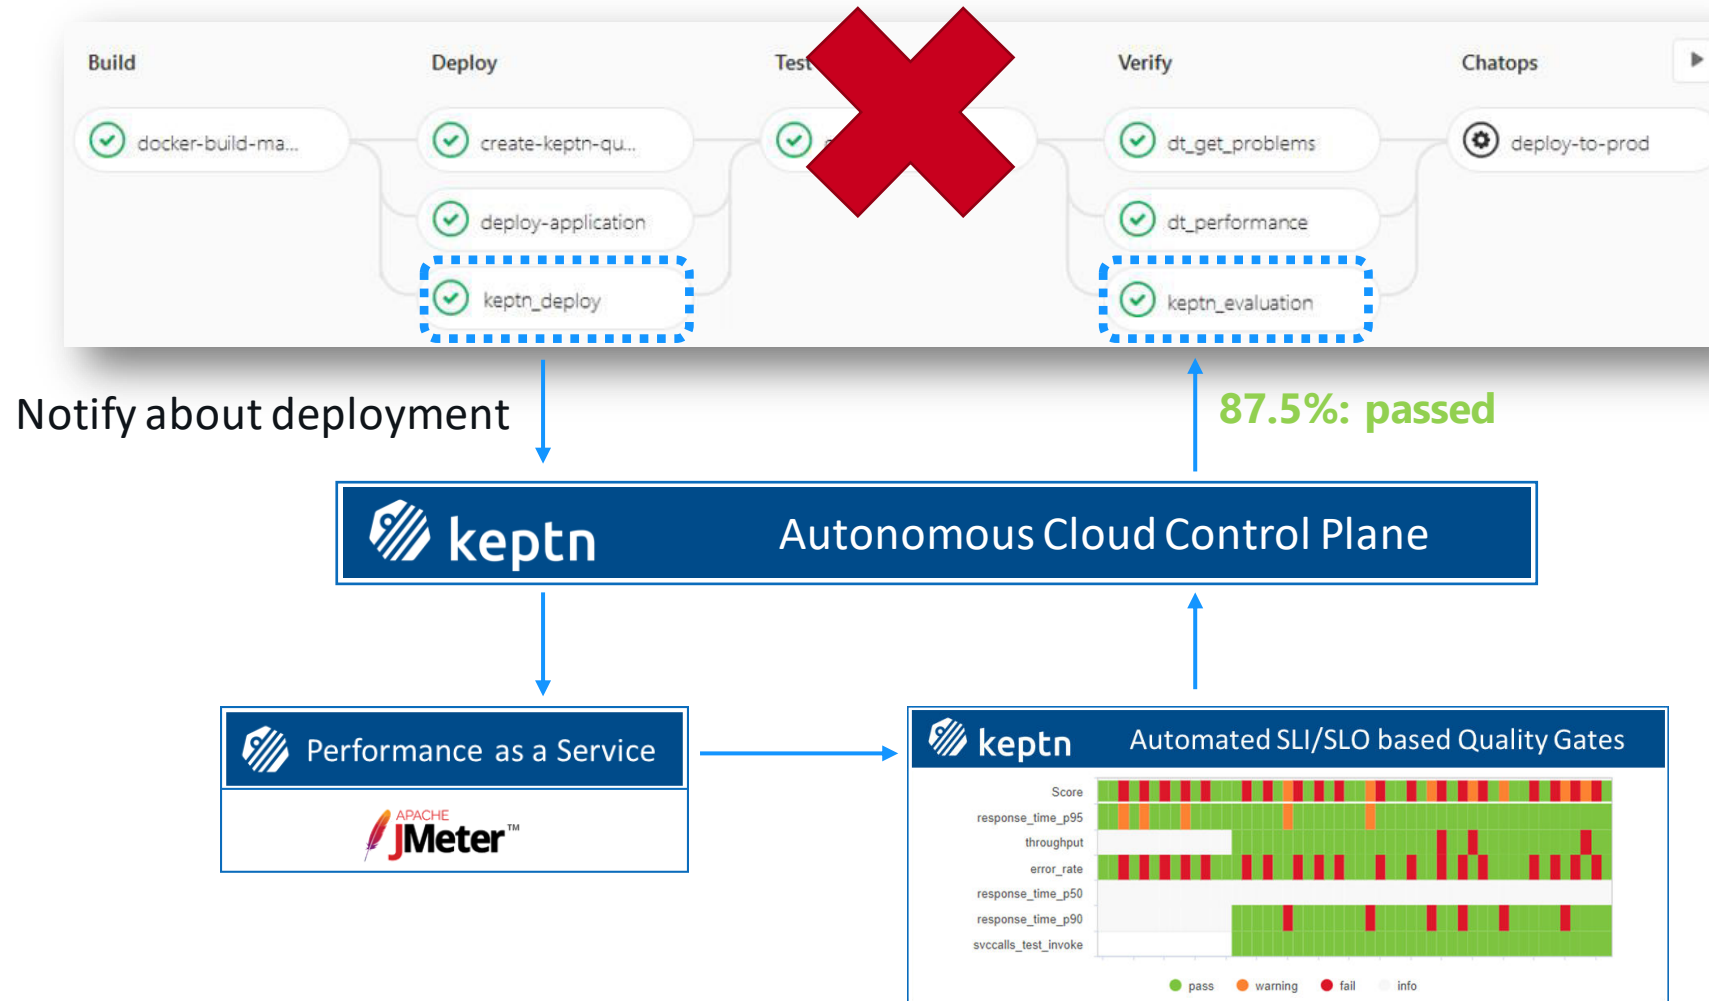 Build
Deploy
Test
Verify
Chatops
docker-build-ma...
create-keptn-qu...
dt_get_problems
deploy-to-prod
deploy-application
dt_performance
keptn_deploy
keptn_evaluation
Notify about deployment
87.5%: passed
keptn
Autonomous Cloud Control Plane
Performance as a Service
APACHE
JMeter™
keptn
Automated SLI/SLO based Quality Gates
Score
response_time_p95
throughput
error_rate
response_time_p50
response_time_p90
svccalls_test_invoke
pass
warning
fail
info